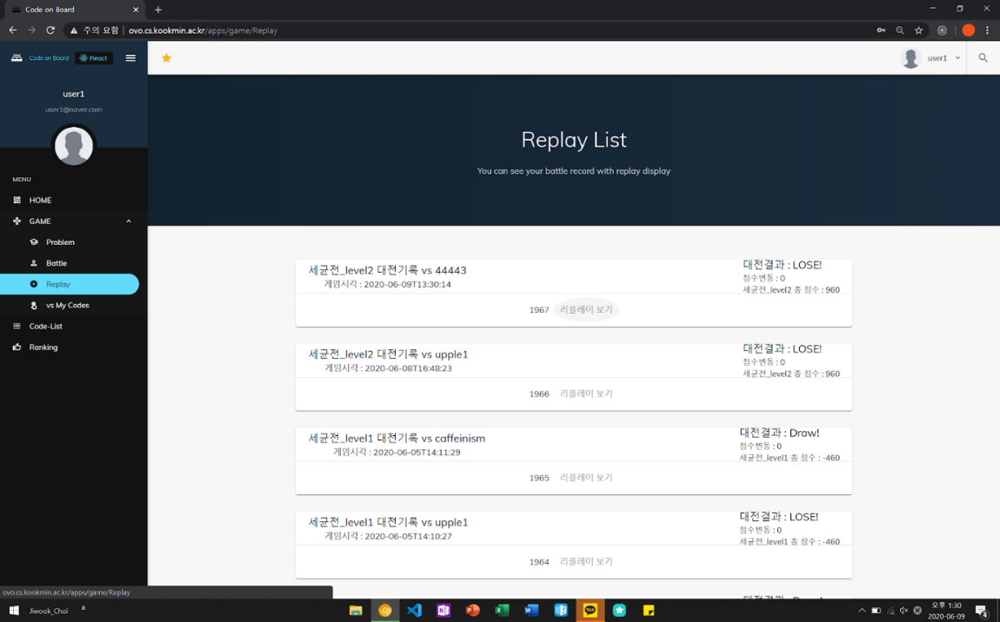 Code on Board
주의 요함 | ovo.cs.kookmin.ac.kr/apps/game/Replay
Code on Board React
user1
user1
user1@naver.com
MENU
HOME
GAME
Problem
Battle
Replay
vs My Codes
Code-List
Ranking
Replay List
You can see your battle record with replay display
세균전_level2 대전기록 vs 44443
게임시각 : 2020-06-09T13:30:14
대전결과 : LOSE!
점수변동 : 0
세균전_level2 총 점수 : 960
1967 리플레이 보기
세균전_level2 대전기록 vs upple1
게임시각 : 2020-06-08T16:48:23
대전결과 : LOSE!
점수변동 : 0
세균전_level2 총 점수 : 960
1966 리플레이 보기
세균전_level1 대전기록 vs caffeinism
게임시각 : 2020-06-05T14:11:29
대전결과 : Draw!
점수변동 : 0
세균전_level1 총 점수 : -460
1965 리플레이 보기
세균전_level1 대전기록 vs upple1
게임시각 : 2020-06-05T14:10:27
대전결과 : LOSE!
점수변동 : 0
세균전_level1 총 점수 : -460
1964 리플레이 보기
ovo.cs.kookmin.ac.kr/apps/game/Replay
Jiwook_Choi
오후 1:30
2020-06-09
4